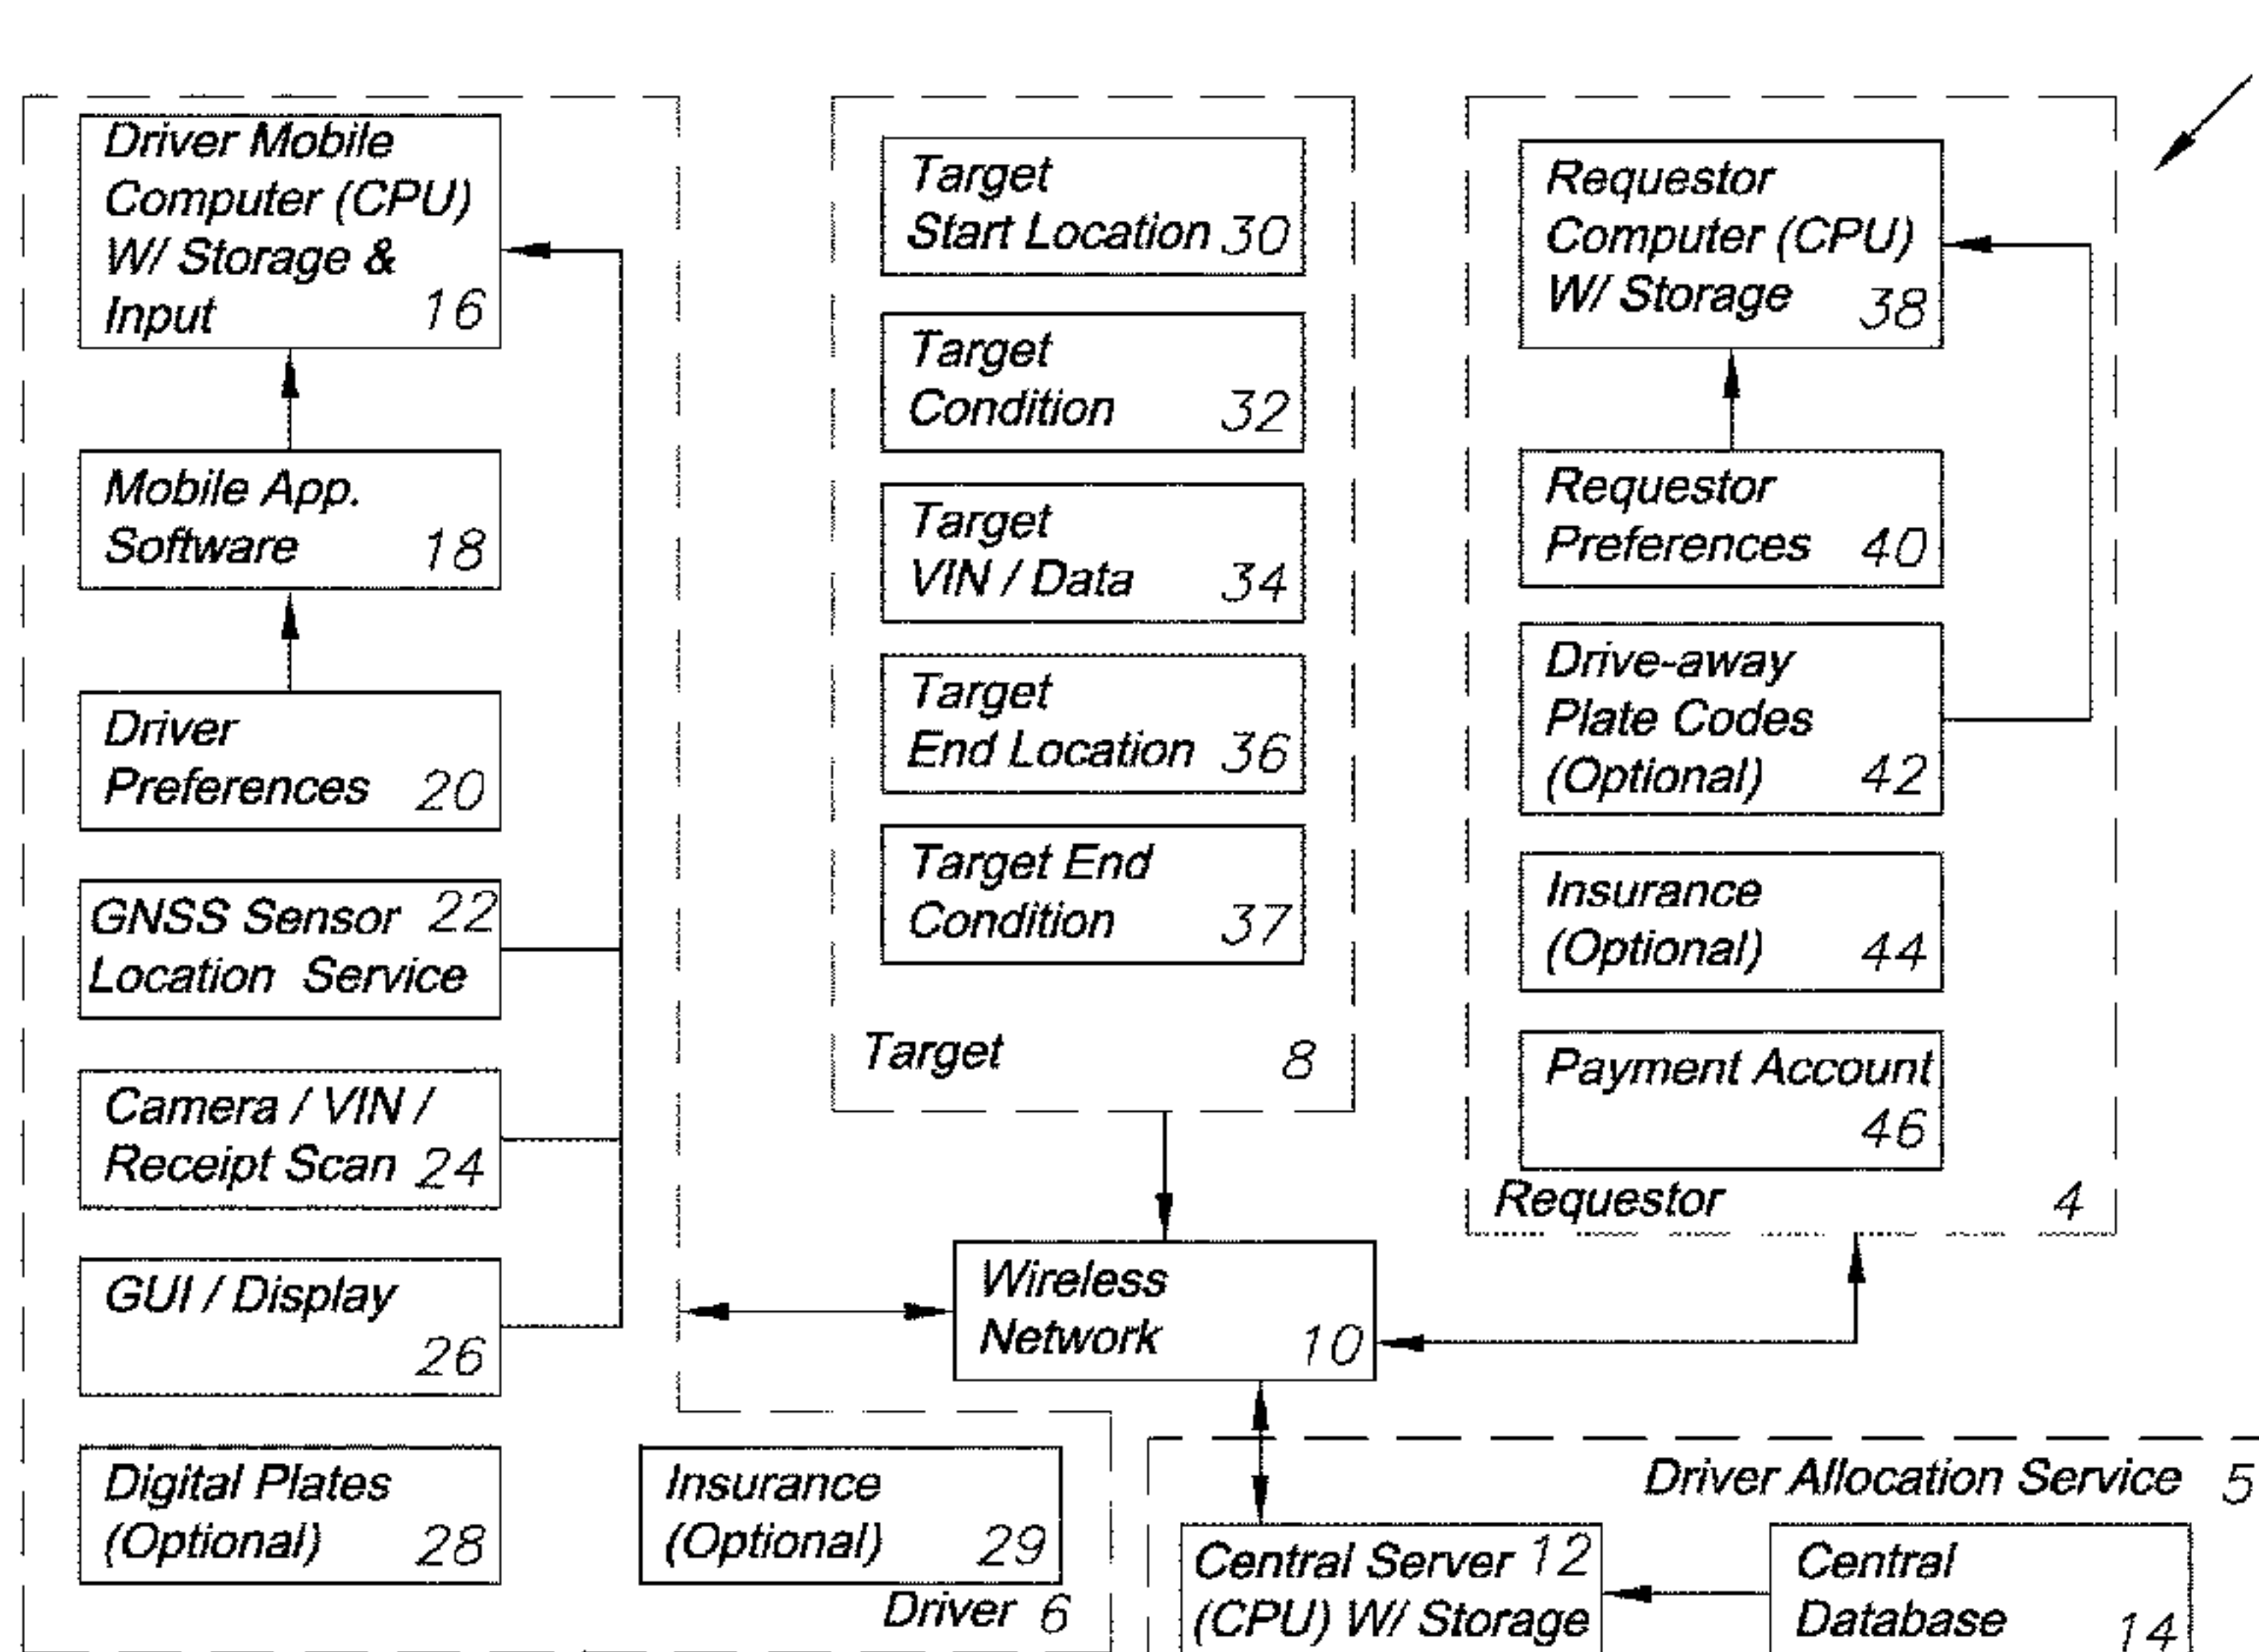 Driver Mobile
Computer (CPU)
W/ Storage &
Input 16
Mobile App.
Software 18
Driver
Preferences 20
GNSS Sensor 22
Location Service
Camera / VIN /
Receipt Scan 24
GUI / Display
26
Digital Plates
(Optional) 28
Insurance
(Optional) 29
Driver 6
Target
Start Location 30
Target
Condition 32
Target
VIN / Data 34
Target
End Location 36
Target End
Condition 37
Target 8
Requestor
Computer (CPU)
W/ Storage 38
Requestor
Preferences 40
Drive-away
Plate Codes
(Optional) 42
Insurance
(Optional) 44
Payment Account
46
Requestor 4
Wireless
Network 10
Driver Allocation Service 5
Central Server 12
(CPU) W/ Storage
Central
Database 14